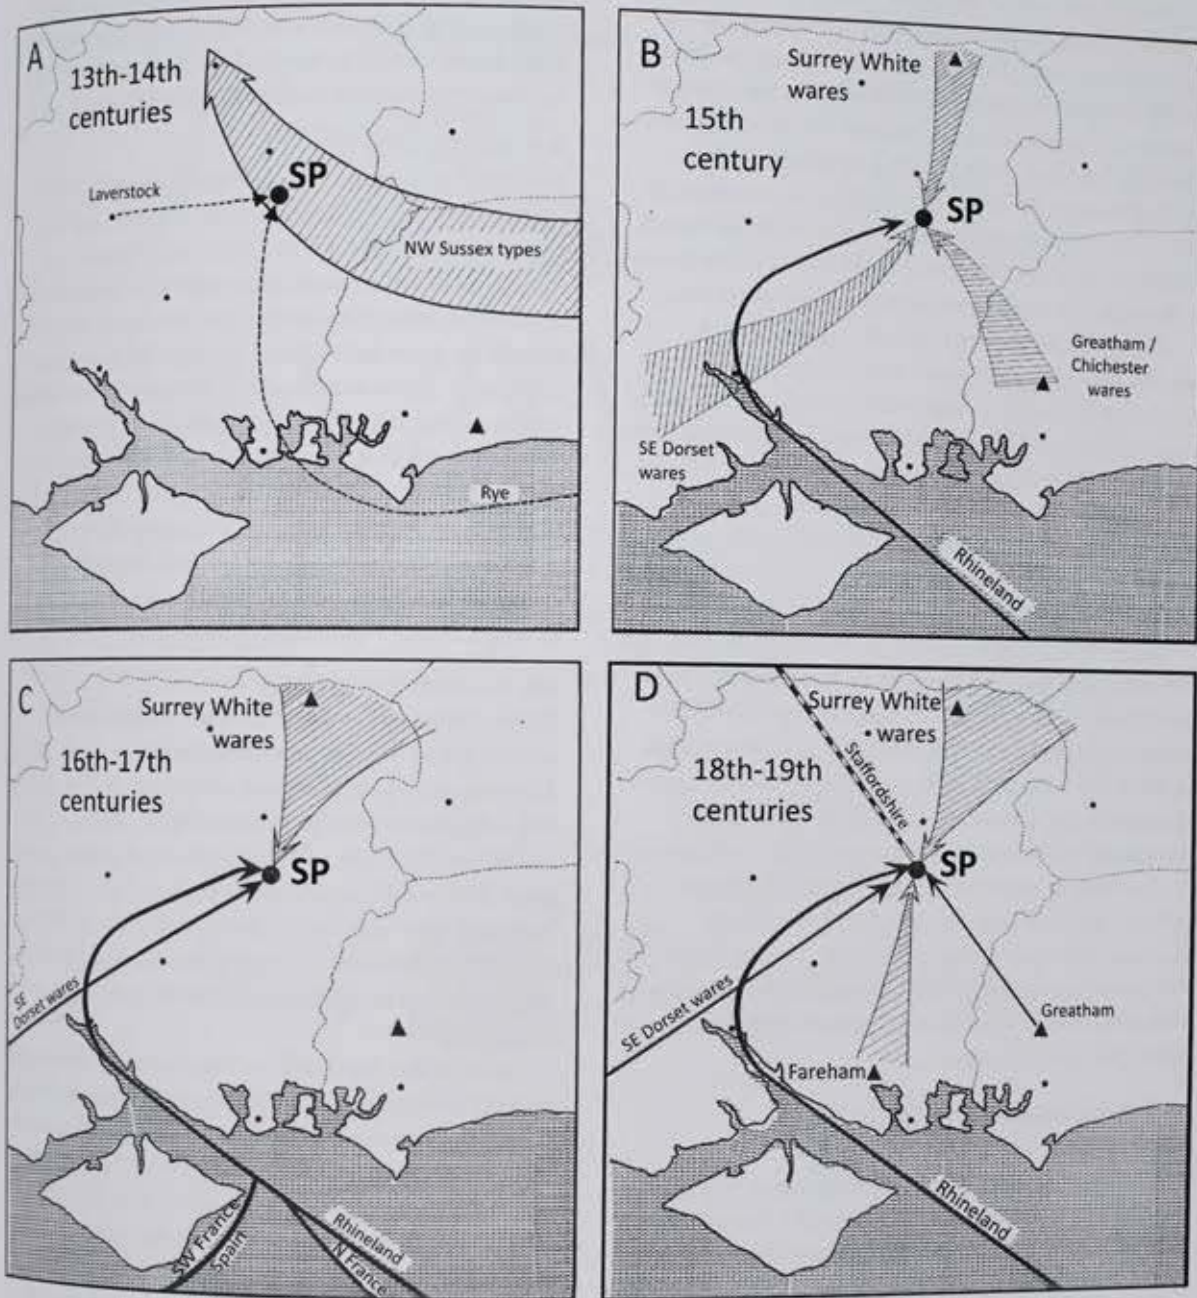 A
13th-14th
centuries
SP
Laverstock
NW Sussex types
Rye
B
Surrey White
wares
15th
century
SP
Greatham /
Chichester
wares
SE Dorset
wares
Rhineland
C
Surrey White
wares
16th-17th
centuries
SP
SE
Dorset wares
SW France
Spain
Rhineland
N France
D
Surrey White
wares
Staffordshire
18th-19th
centuries
SP
SE Dorset wares
Greatham
Fareham
Rhineland